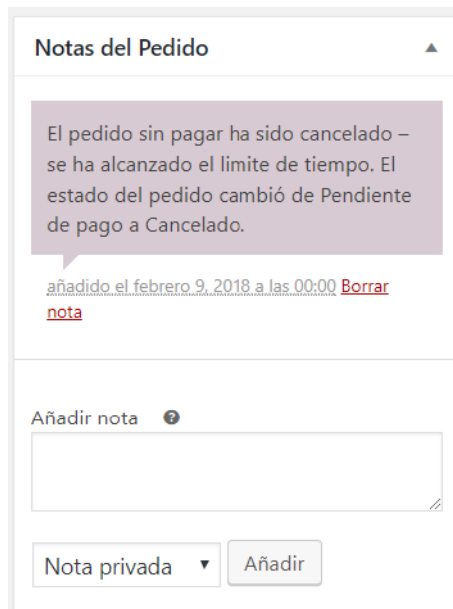 Notas del Pedido
El pedido sin pagar ha sido cancelado –
se ha alcanzado el limite de tiempo. El
estado del pedido cambió de Pendiente
de pago a Cancelado.
añadido el febrero 9, 2018 a las 00:00 Borrar
nota
Añadir nota
Nota privada
Añadir